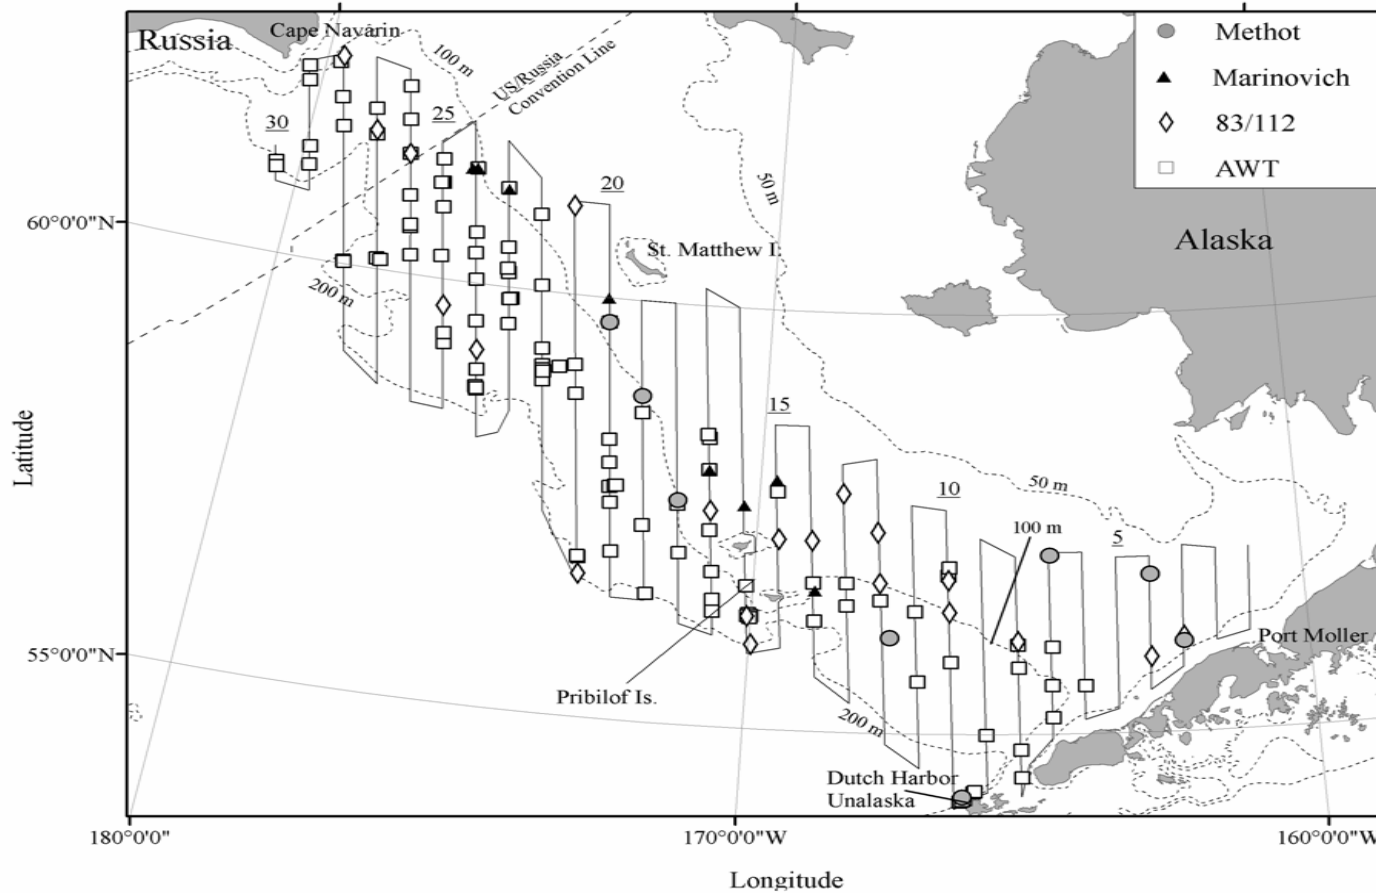 Russia
Cape Navarin
100 m
US/Russia
Convention Line
Methot
Marinovich
83/112
AWT
30
25
20
50 m
60°0'0"N
St. Matthew I.
Alaska
200 m
15
Latitude
10
50 m
100 m
5
55°0'0"N
Port Moller
Pribilof Is.
200 m
Dutch Harbor
Unalaska
180°0'0"
170°0'0"W
160°0'0"W
Longitude